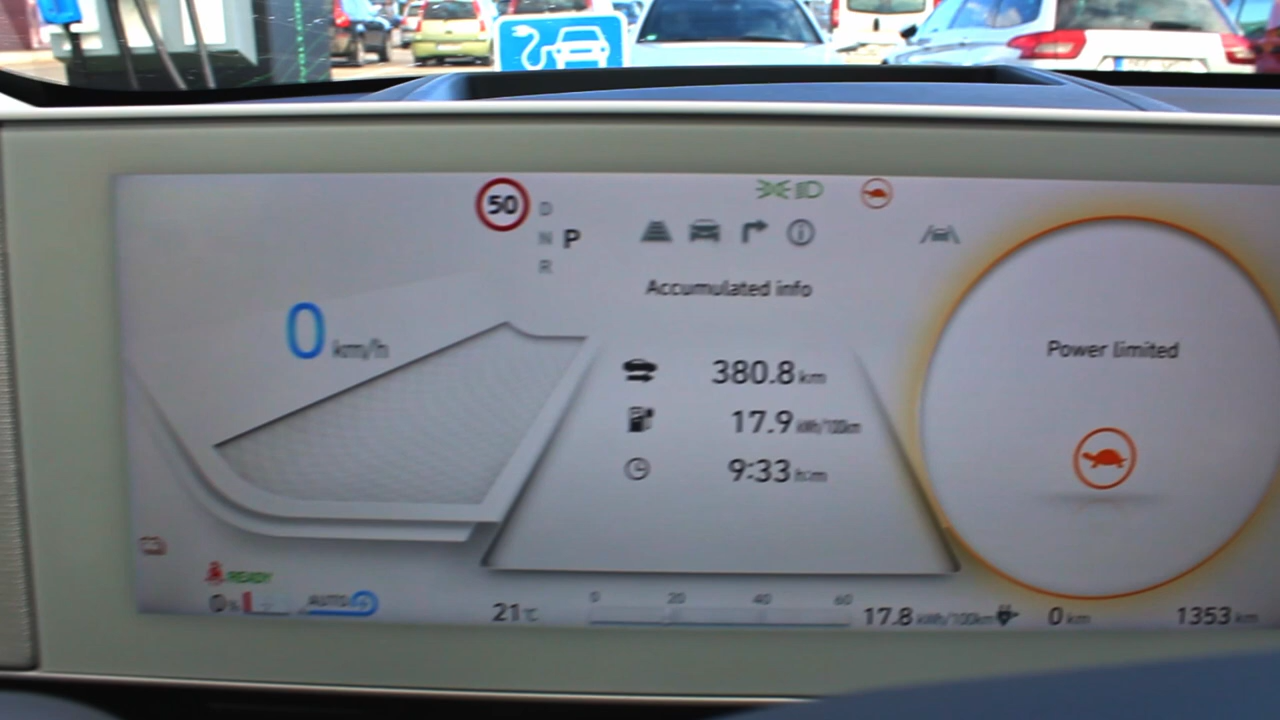 50
D
N P
R
Accumulated info
0 km/h
380.8 km
17.9 kWh/100km
9:33 h:m
Power limited
READY
0 %
AUTO
21°C
0 20 40 60
17.8 kWh/100km
0 km
1353 km